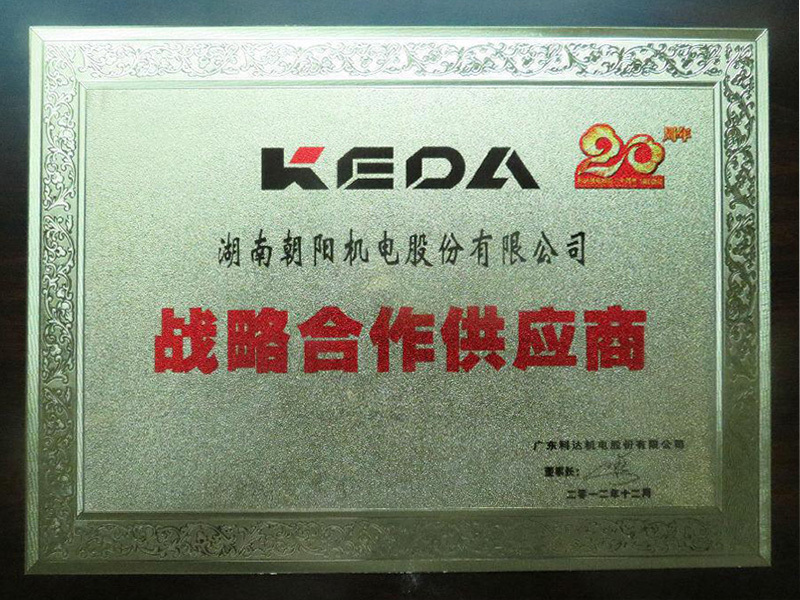 KEDA
20周年
湖南朝阳机电股份有限公司
战略合作供应商
广东科达机电股份有限公司
董事长:
二零一二年十二月